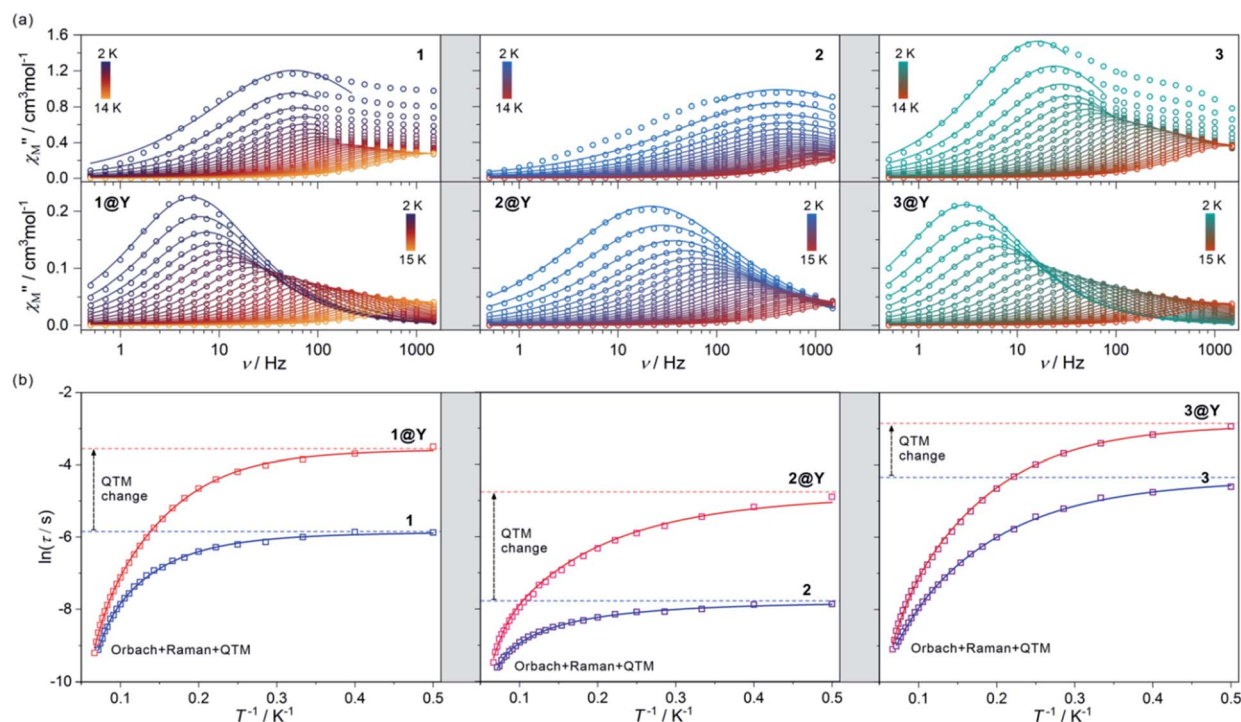 (a)
1.6
1.2
0.8
0.4
0.0
χM'' / cm³mol⁻¹
2 K
14 K
1
2 K
14 K
2
2 K
14 K
3
0.2
0.1
0.0
χM'' / cm³mol⁻¹
1@Y
2 K
15 K
2@Y
2 K
15 K
3@Y
2 K
15 K
1 10 100 1000
1 10 100 1000
1 10 100 1000
ν / Hz
ν / Hz
ν / Hz
(b)
-2
-4
-6
-8
-10
ln(τ / s)
1@Y
QTM
change
1
Orbach+Raman+QTM
2@Y
QTM
change
2
Orbach+Raman+QTM
3@Y
QTM
change
3
Orbach+Raman+QTM
0.1 0.2 0.3 0.4 0.5
0.1 0.2 0.3 0.4 0.5
0.1 0.2 0.3 0.4 0.5
T⁻¹ / K⁻¹
T⁻¹ / K⁻¹
T⁻¹ / K⁻¹